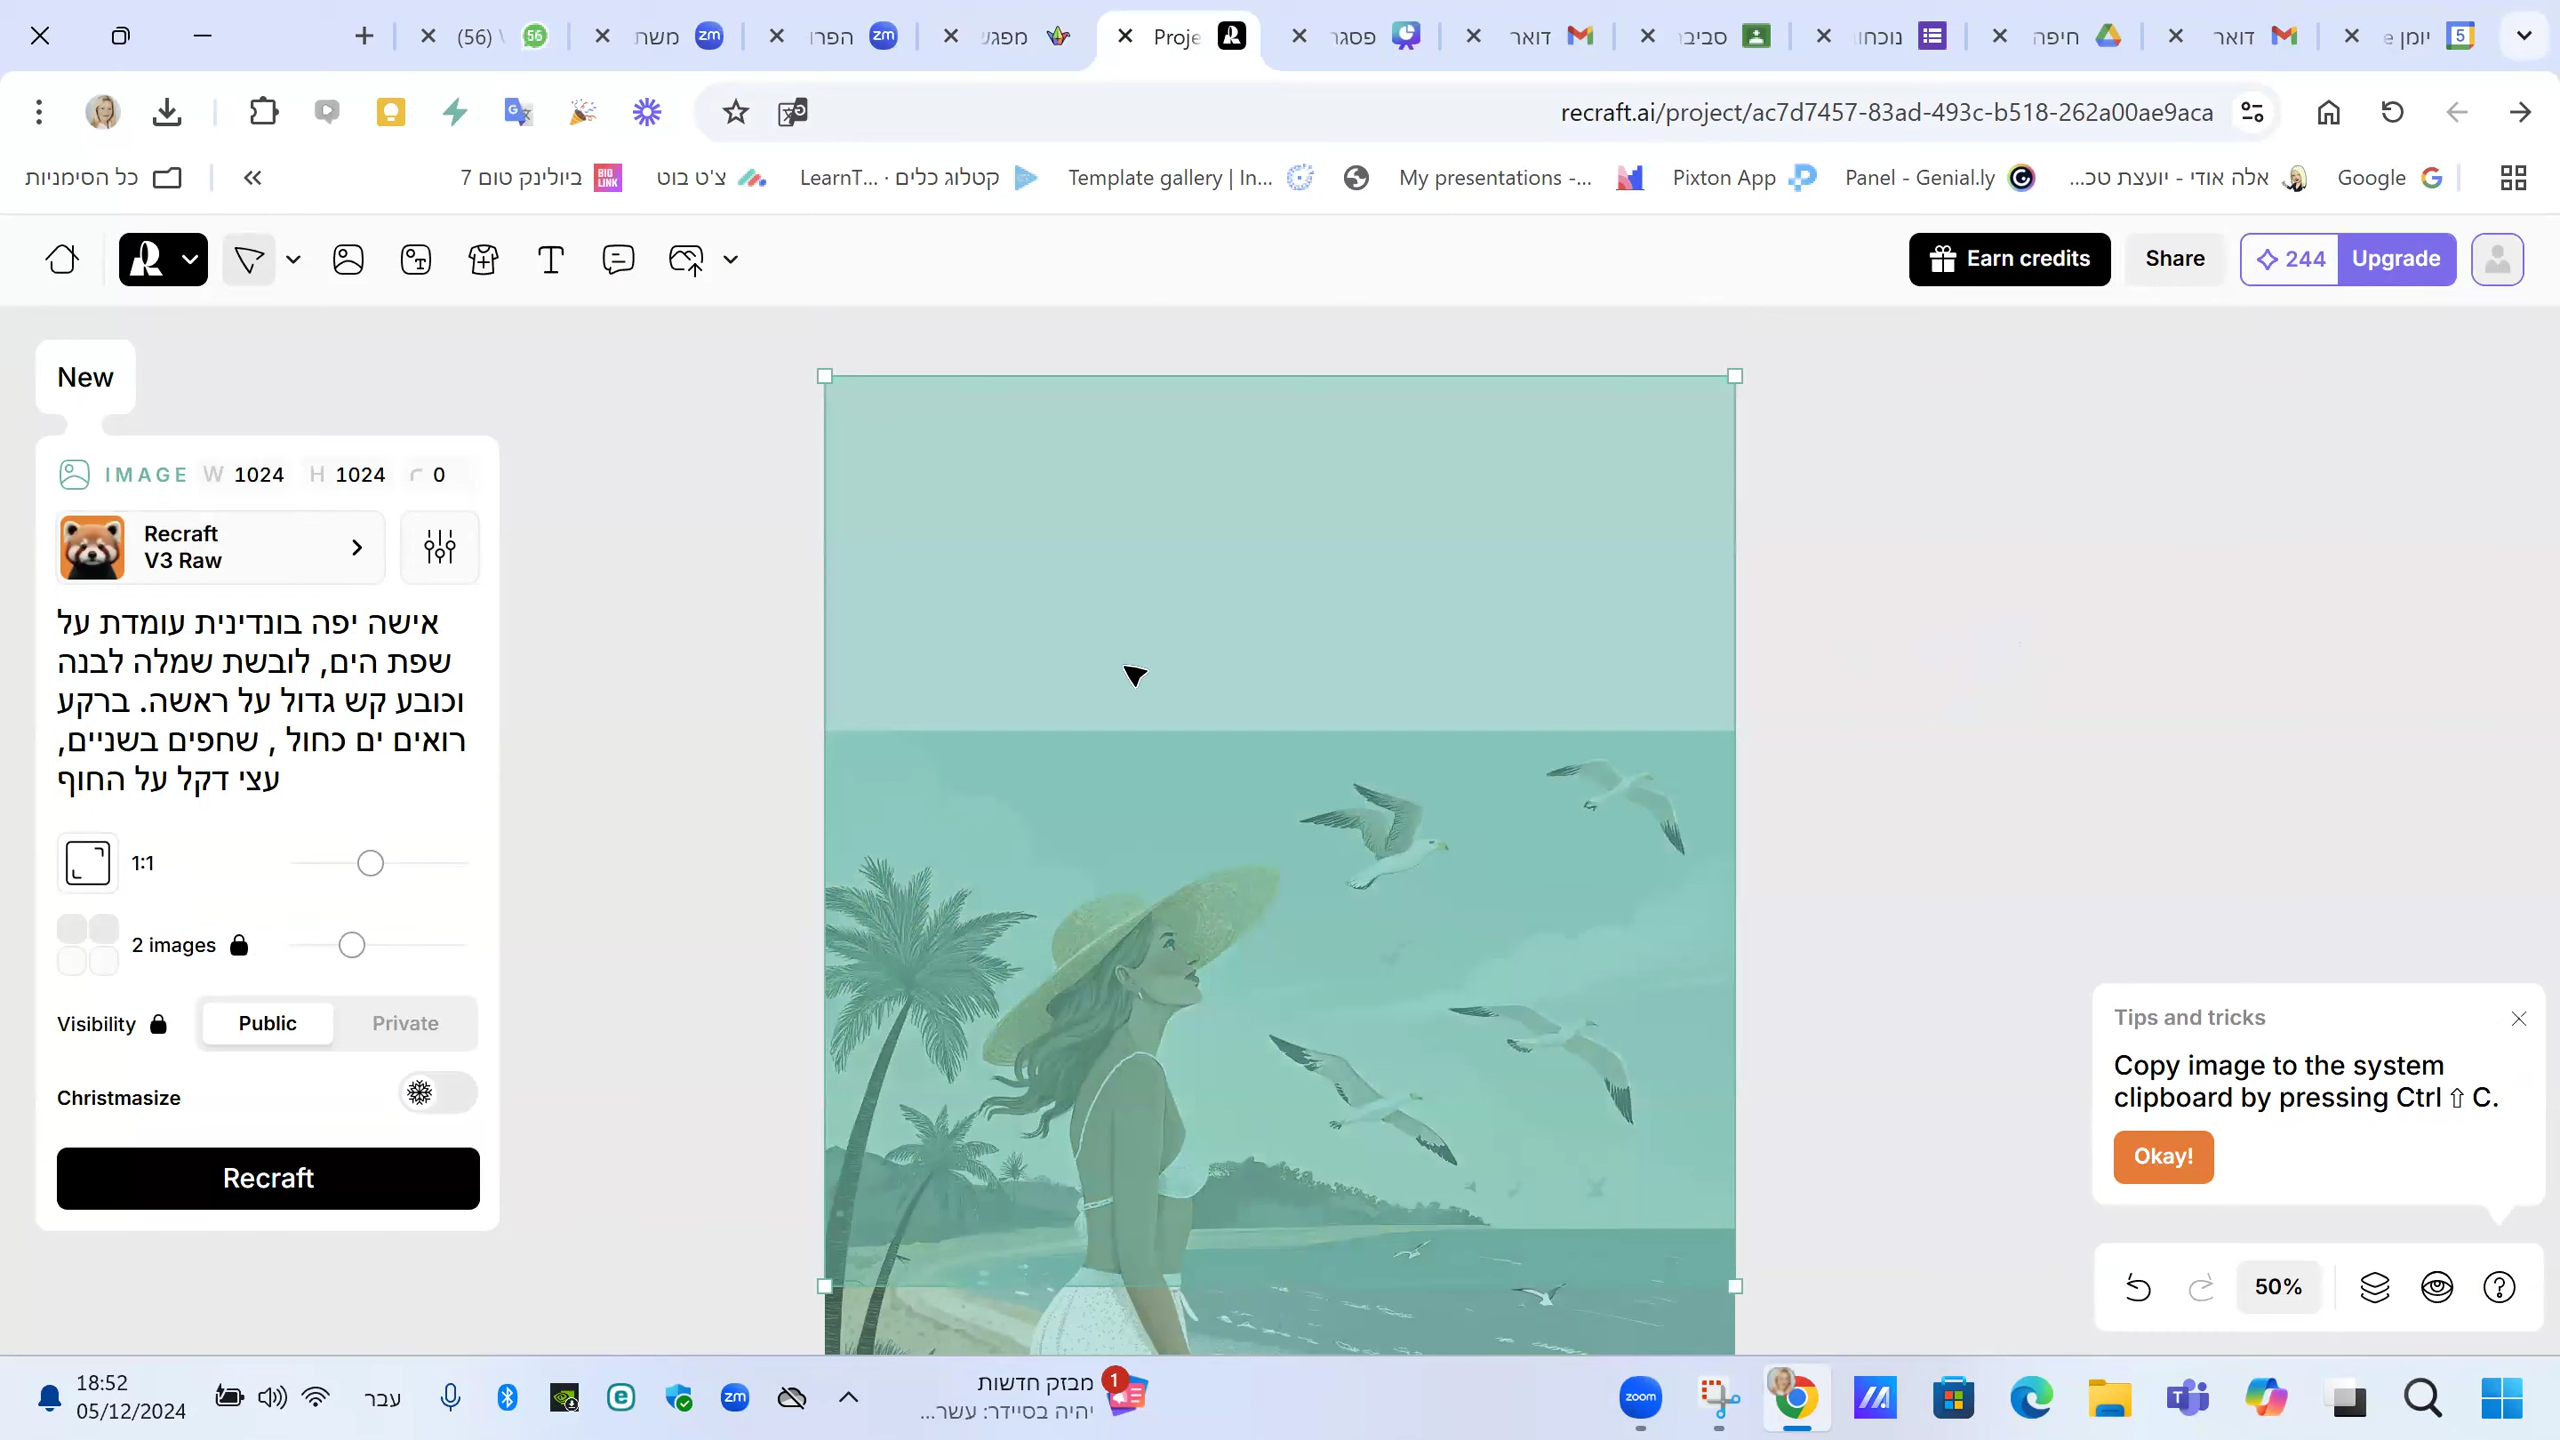 (56)
משת
הפרו
מפגש
Proje
פסגר
דואר
סביב
נוכחו
חיפה
דואר
יומן e
recraft.ai/project/ac7d7457-83ad-493c-b518-262a00ae9aca
כל הסימניות
ביולינק טום 7
צ'ט בוט
קטלוג כלים · LearnT...
Template gallery | In...
My presentations -...
Pixton App
Panel - Genial.ly
אלה אודי - יועצת טכ...
Google
Earn credits
Share
244
Upgrade
New
IMAGE W 1024 H 1024 0
Recraft
V3 Raw
אישה יפה בונדינית עומדת על
שפת הים, לובשת שמלה לבנה
וכובע קש גדול על ראשה. ברקע
רואים ים כחול , שחפים בשניים,
עצי דקל על החוף
1:1
2 images
Visibility
Public
Private
Christmasize
Recraft
Tips and tricks
Copy image to the system
clipboard by pressing Ctrl ⇧ C.
Okay!
50%
18:52
05/12/2024
עבר
מבזק חדשות
יהיה בסיידר: עשר...
1
zoom